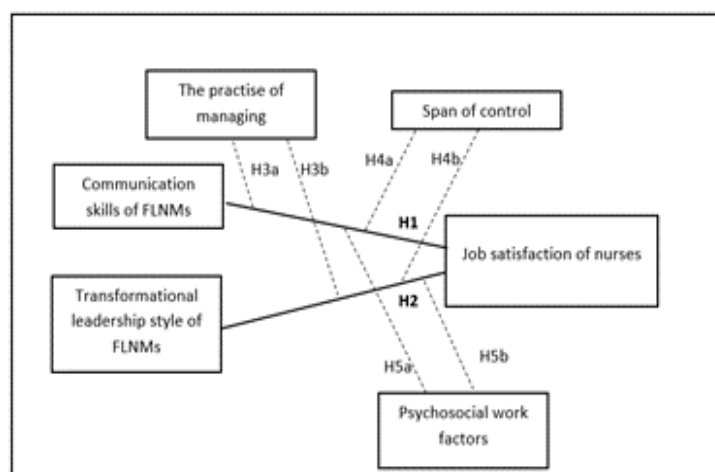 The practise of
managing
Span of control
H3a
H3b
H4a
H4b
Communication
skills of FLNMs
H1
Job satisfaction of nurses
Transformational
leadership style of
FLNMs
H2
H5a
H5b
Psychosocial work
factors